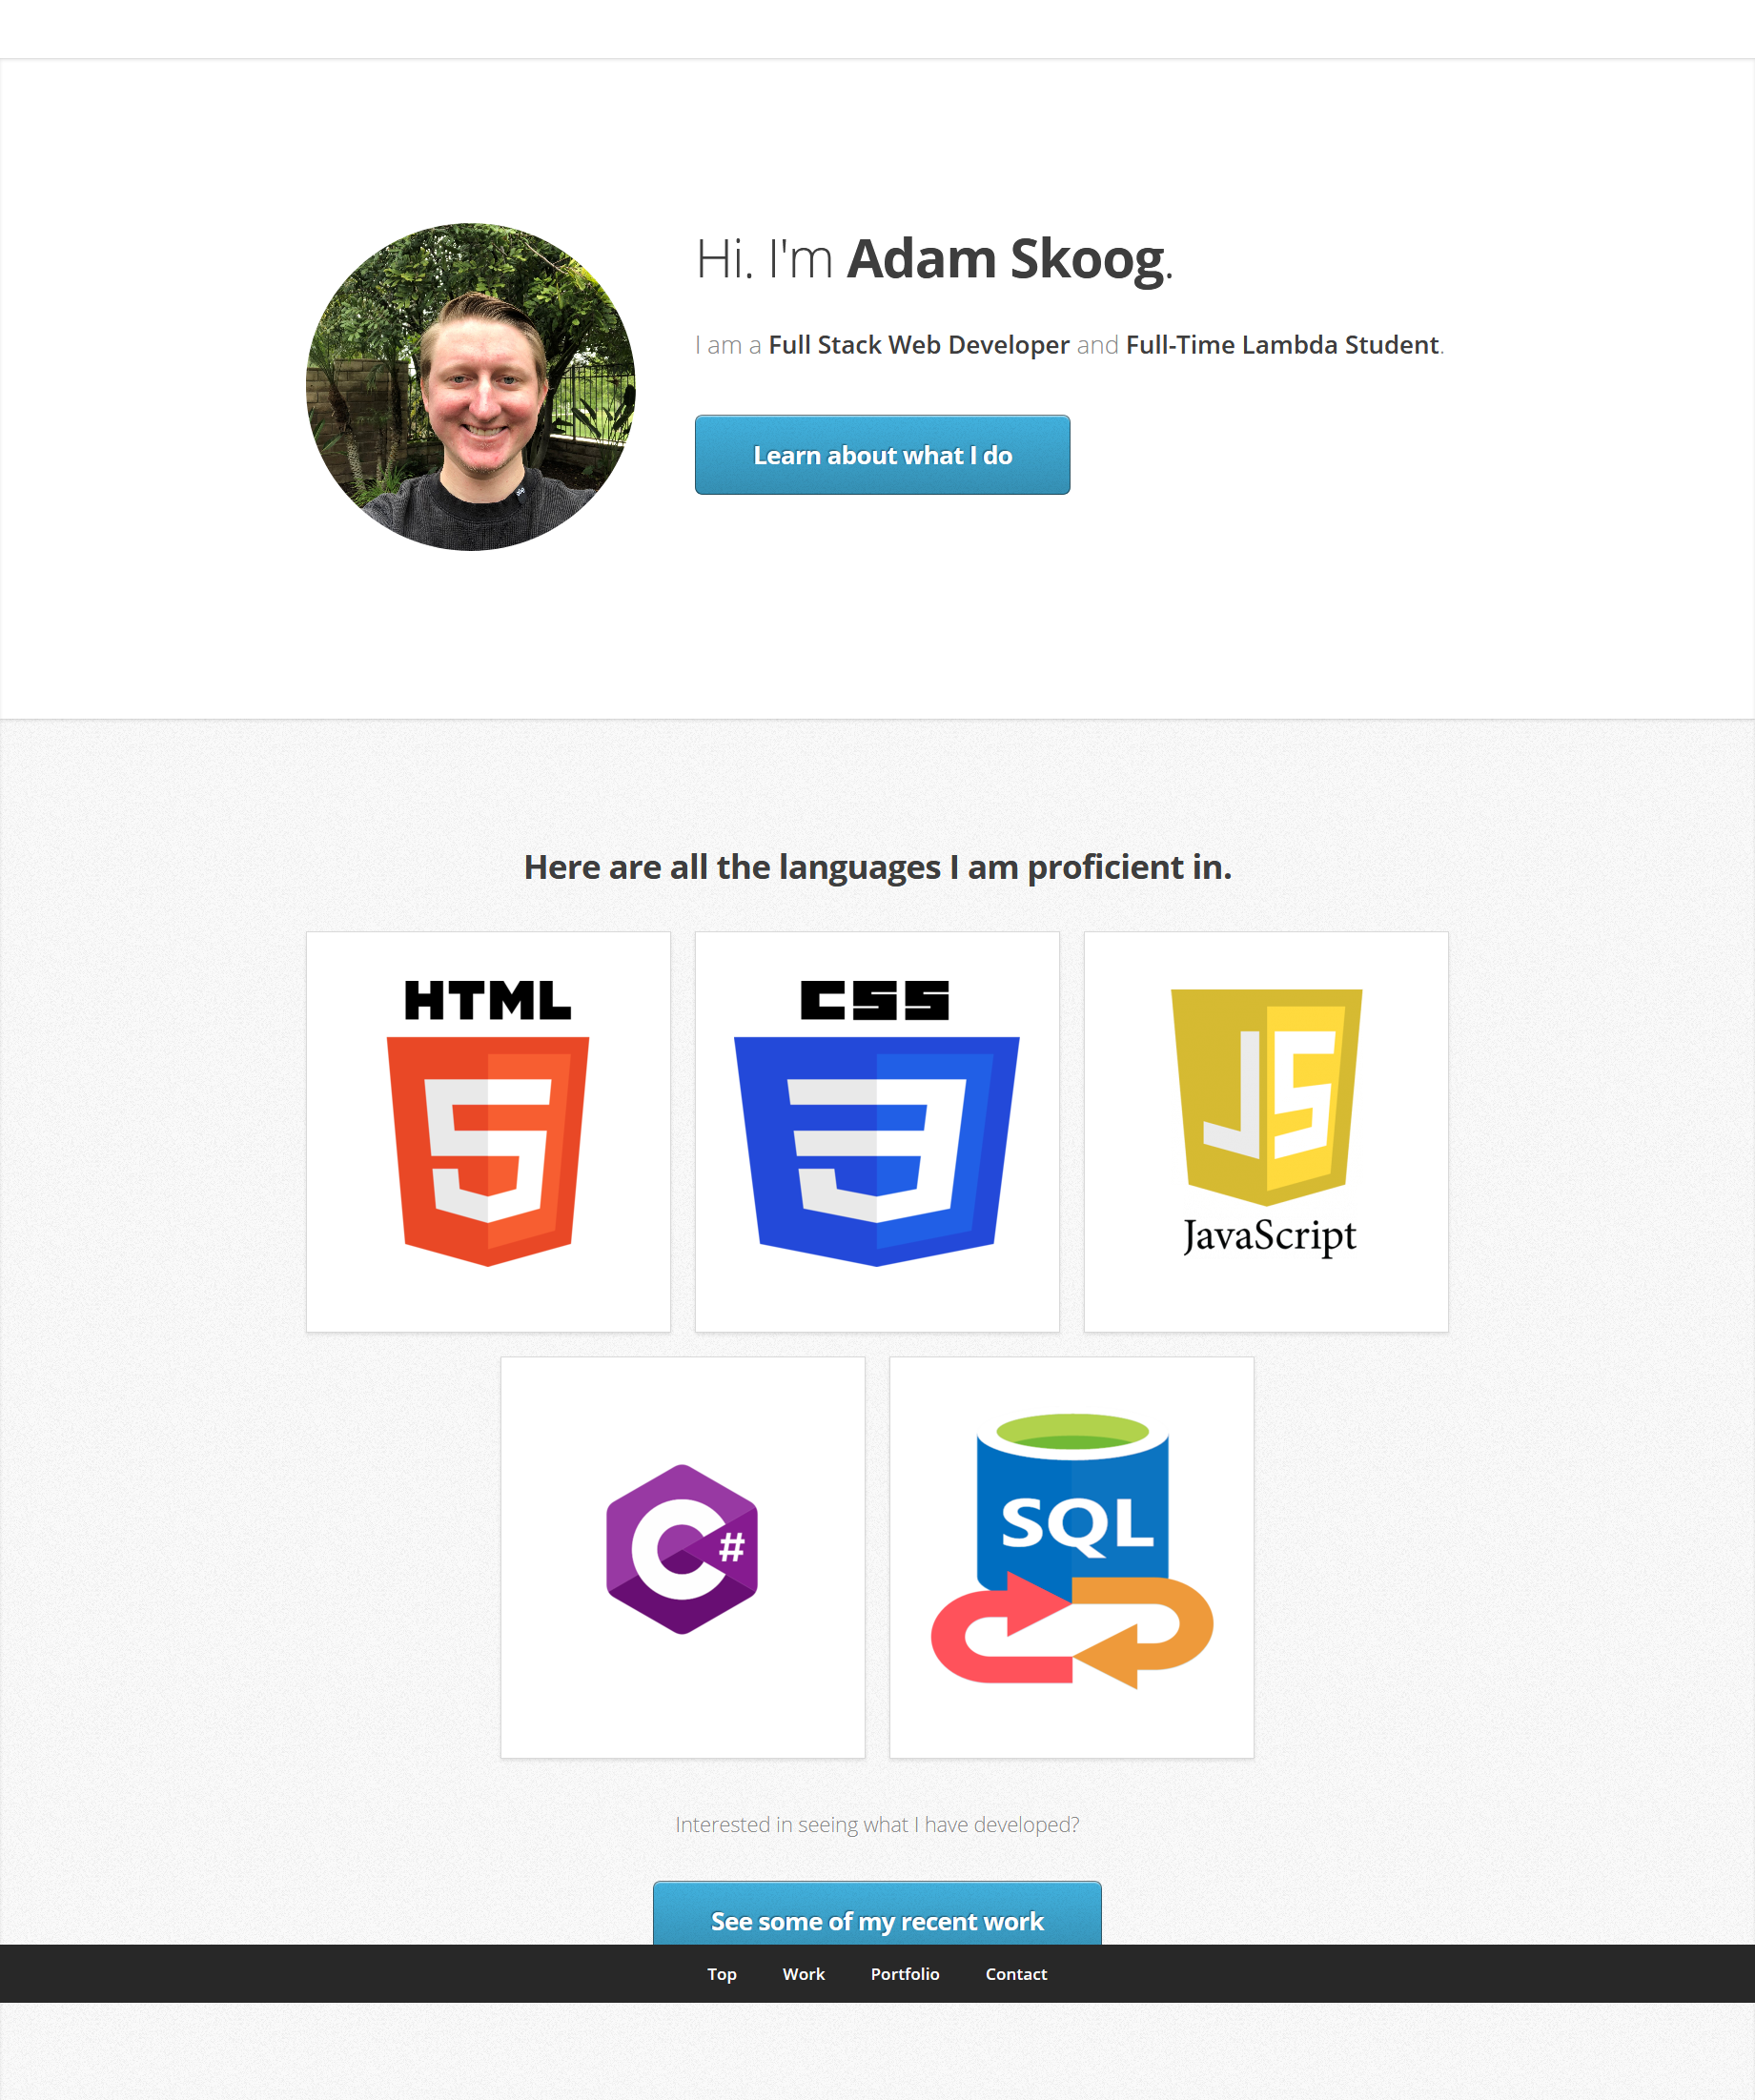 Hi. I'm Adam Skoog.
I am a Full Stack Web Developer and Full-Time Lambda Student.
Learn about what I do
Here are all the languages I am proficient in.
HTML
CSS
JS
JavaScript
5
3
C#
SQL
Interested in seeing what I have developed?
See some of my recent work
Top Work Portfolio Contact